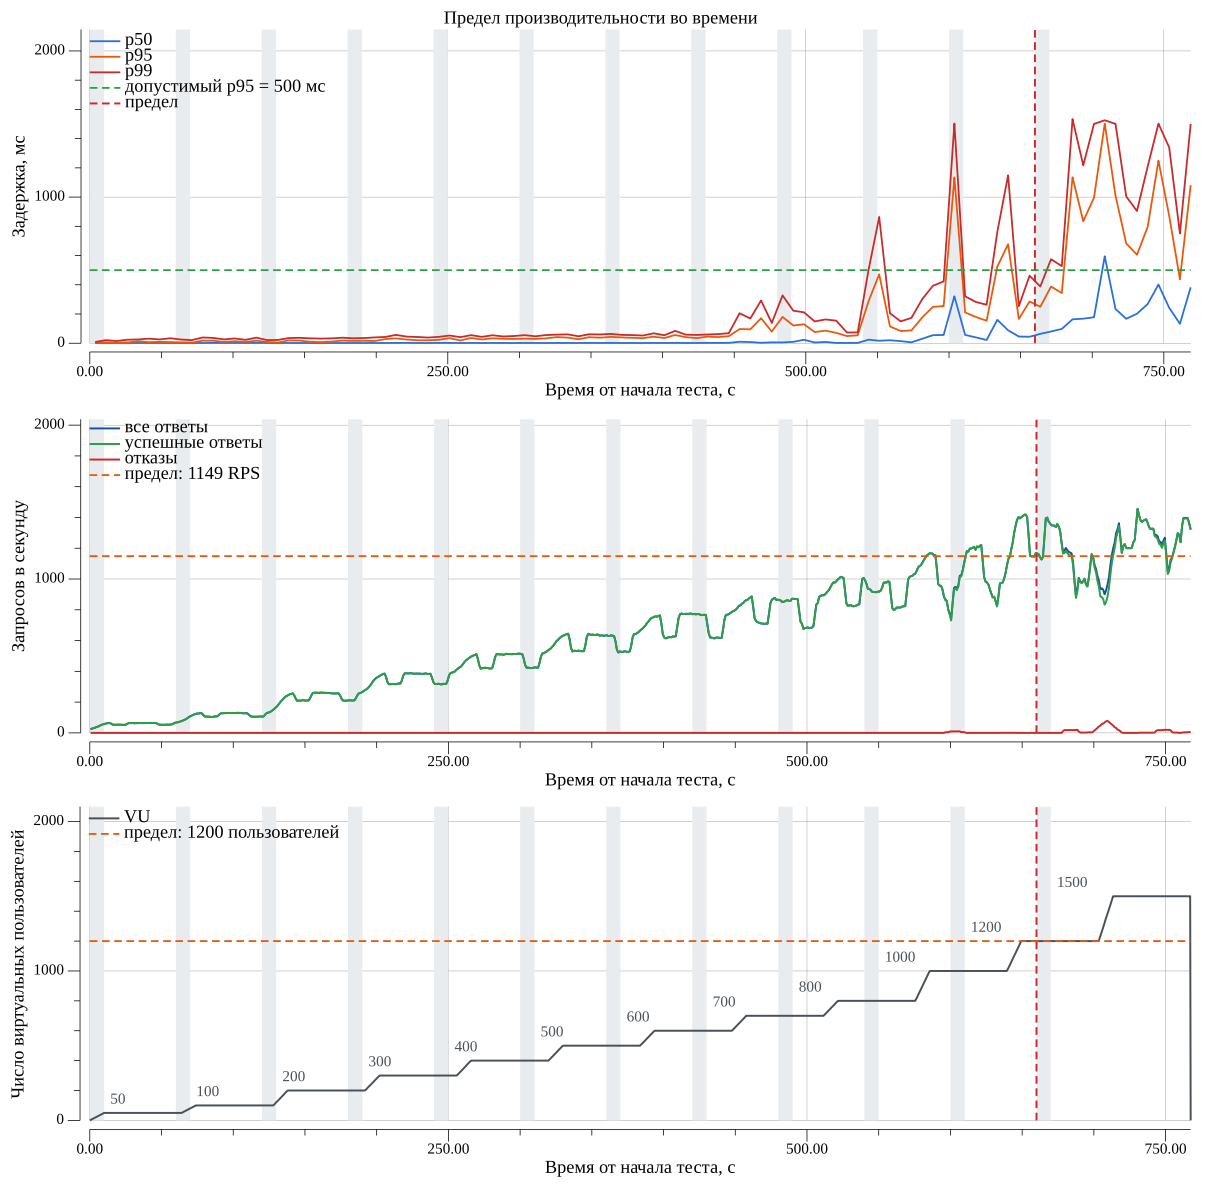 Предел производительности во времени
p50
p95
p99
допустимый p95 = 500 мс
предел
2000
1000
0
Задержка, мс
0.00
250.00
500.00
750.00
Время от начала теста, с
все ответы
успешные ответы
отказы
предел: 1149 RPS
2000
1000
0
Запросов в секунду
0.00
250.00
500.00
750.00
Время от начала теста, с
VU
предел: 1200 пользователей
2000
1000
0
Число виртуальных пользователей
50
100
200
300
400
500
600
700
800
1000
1200
1500
0.00
250.00
500.00
750.00
Время от начала теста, с